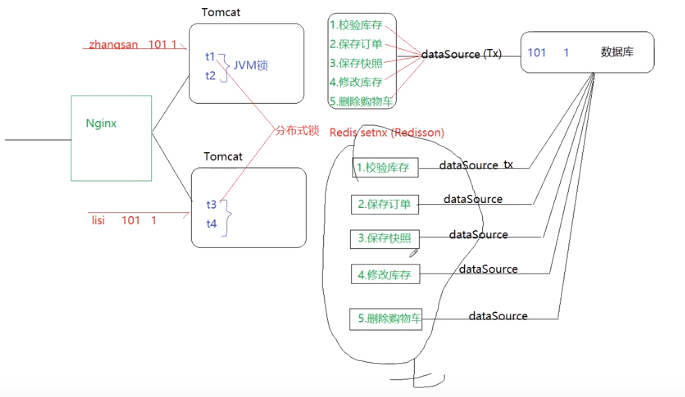 Tomcat
zhangsan 101 1
t1
t2
JVM锁
Nginx
分布式锁
Tomcat
lisi 101 1
t3
t4
1.校验库存
2.保存订单
3.保存快照
4.修改库存
5.删除购物车
dataSource (Tx)
101 1 数据库
Redis setnx (Redisson)
1.校验库存 dataSource tx
2.保存订单 dataSource
3.保存快照 dataSource
4.修改库存 dataSource
5.删除购物车 dataSource